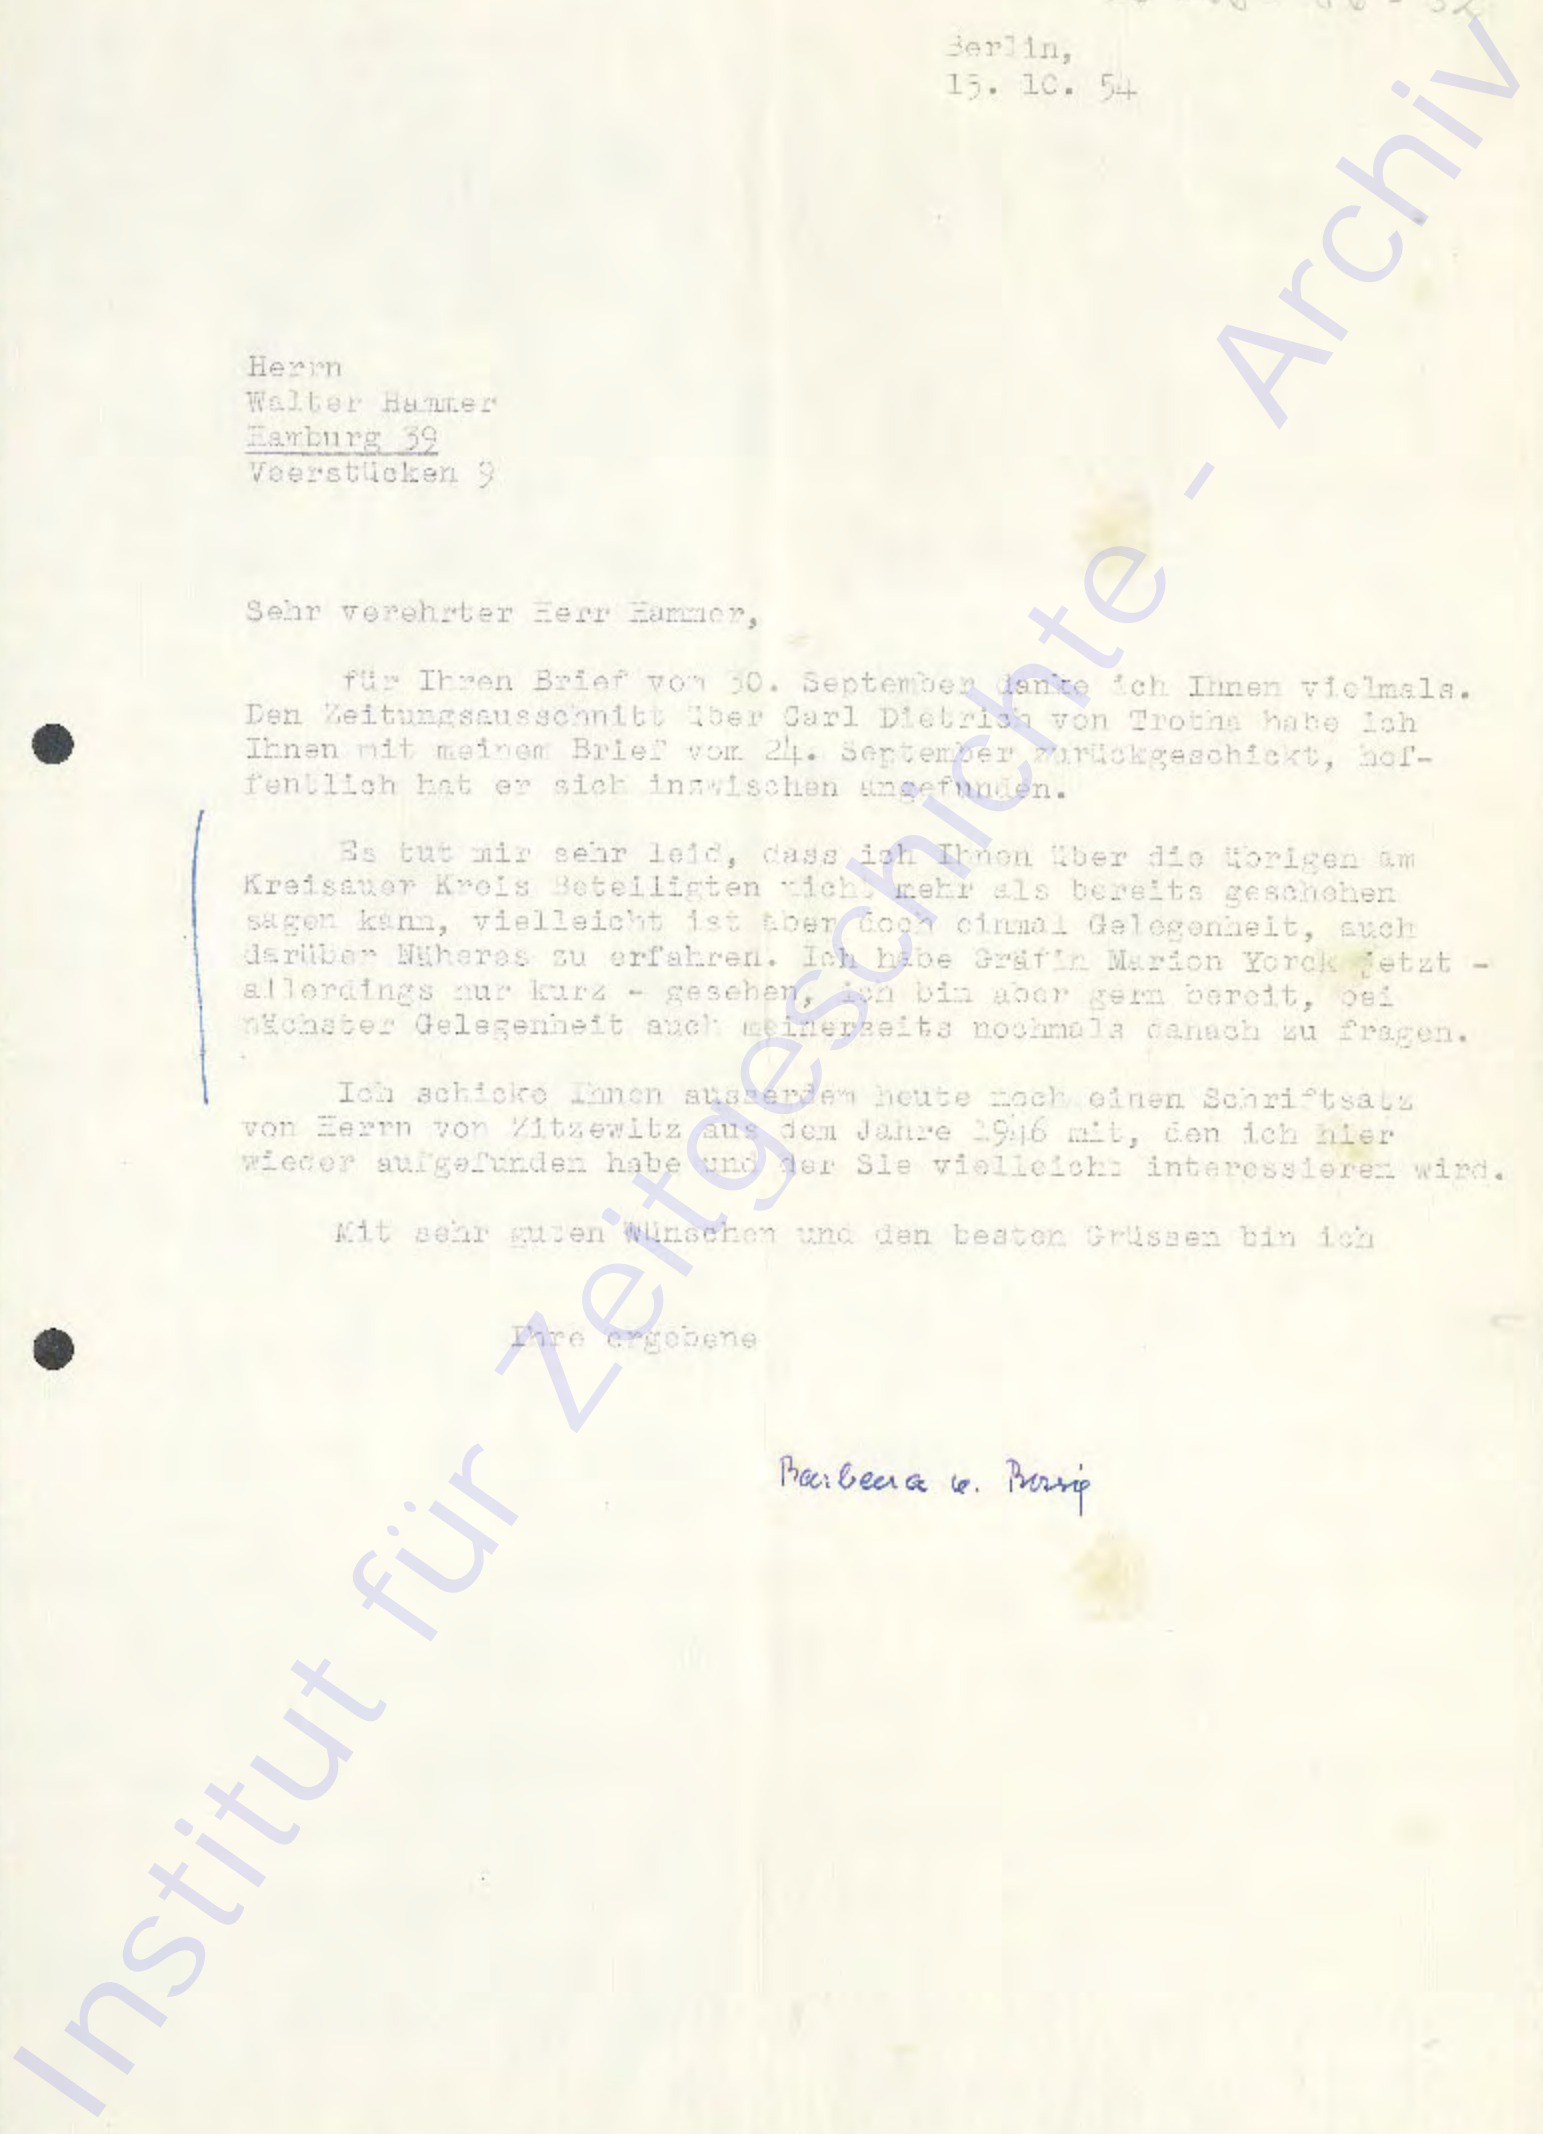 Berlin,
15. 10. 54
Herrn
Walter Hammer
Hamburg 39
Veerstücken 9
Sehr verehrter Herr Hammer,
für Ihren Brief vom 30. September danke ich Ihnen vielmals.
Den Zeitungsausschnitt über Carl Dietrich von Trotha habe ich
Ihnen mit meinem Brief vom 24. September zurückgeschickt, hof-
fentlich hat er sich inzwischen angefunden.
Es tut mir sehr leid, dass ich Ihnen über die übrigen am
Kreisauer Kreis Beteiligten nicht mehr als bereits geschehen
sagen kann, vielleicht ist aber doch einmal Gelegenheit, auch
darüber Näheres zu erfahren. Ich habe Gräfin Marion Yorck jetzt -
allerdings nur kurz - gesehen, ich bin aber gern bereit, bei
nächster Gelegenheit auch meinerseits nochmals danach zu fragen.
Ich schicke Ihnen ausserdem heute noch einen Schriftsatz
von Herrn von Zitzewitz aus dem Jahre 1946 mit, den ich hier
wieder aufgefunden habe und der Sie vielleicht interessieren wird.
Mit sehr guten Wünschen und den besten Grüssen bin ich
Ihre ergebene
Barbara v. Borsig
Institut für Zeitgeschichte - Archiv